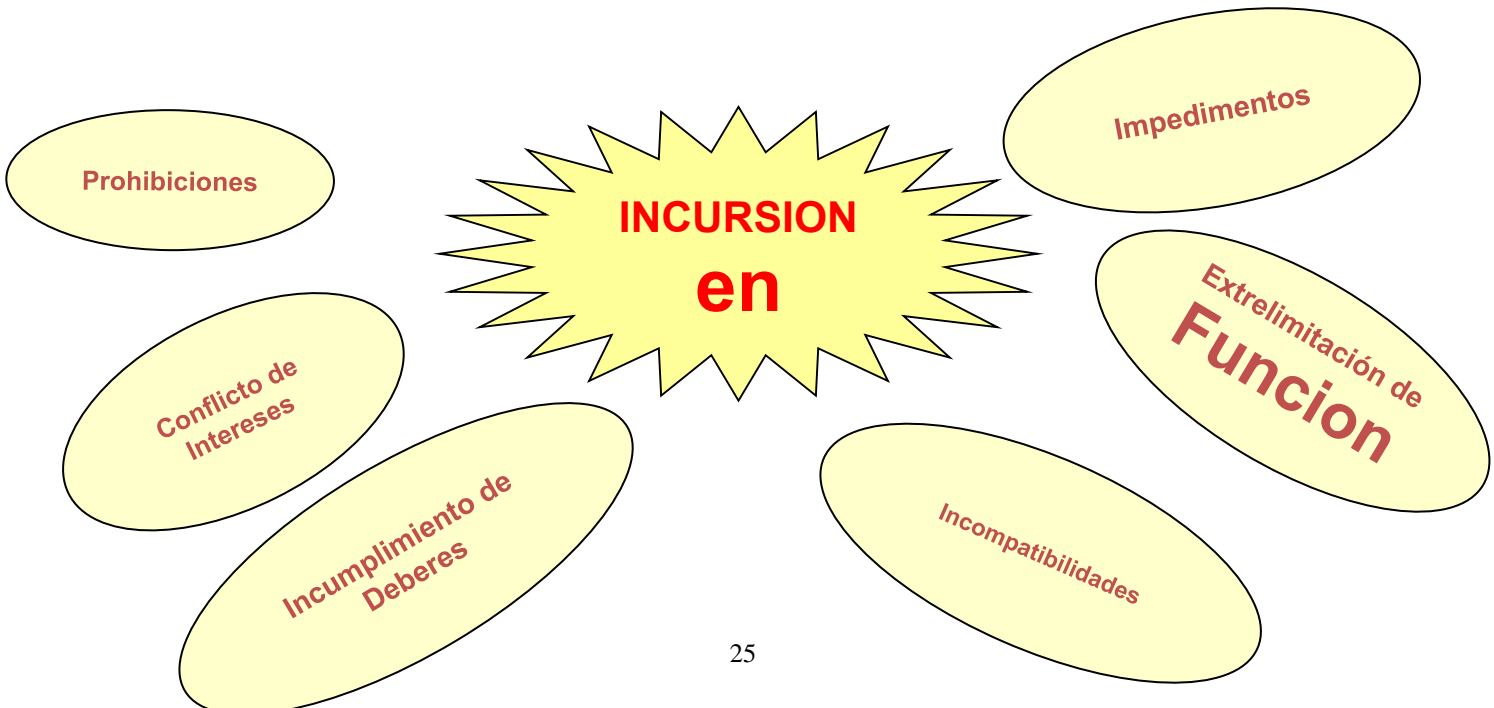 Impedimentos
Prohibiciones
INCURSION
en
Extrelimitación de
Funcion
Conflicto de
Intereses
Incumplimiento de
Deberes
Incompatibilidades
25